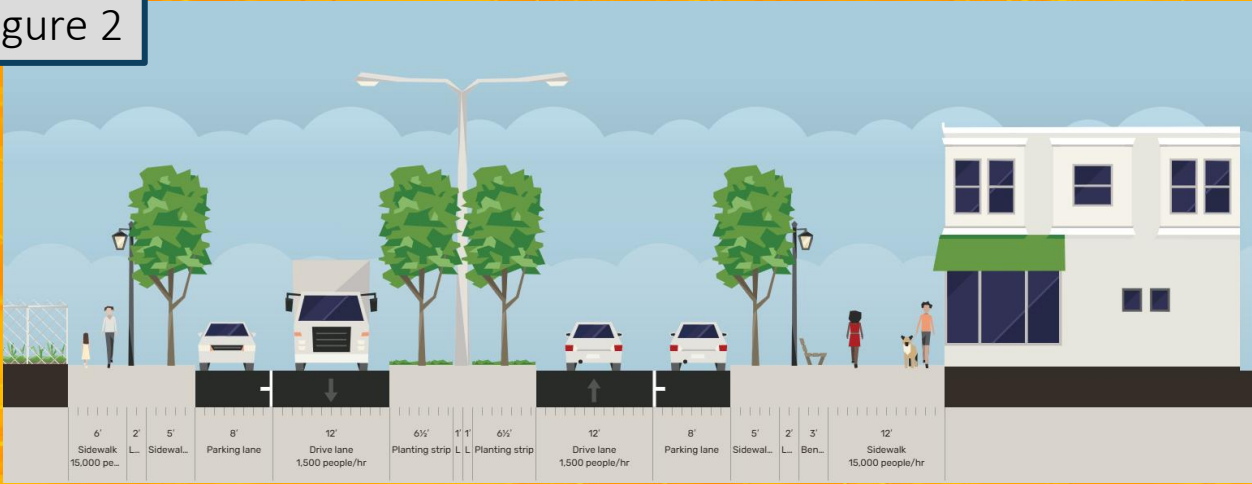 gure 2
6' 2' 5' 8' 12' 6½' 1' 1' 6½' 12' 8' 5' 2' 3' 12'
Sidewalk L... Sidewal... Parking lane Drive lane Planting strip L L Planting strip Drive lane Parking lane Sidewal... L... Ben... Sidewalk
15,000 pe... 1,500 people/hr 1,500 people/hr 15,000 people/hr